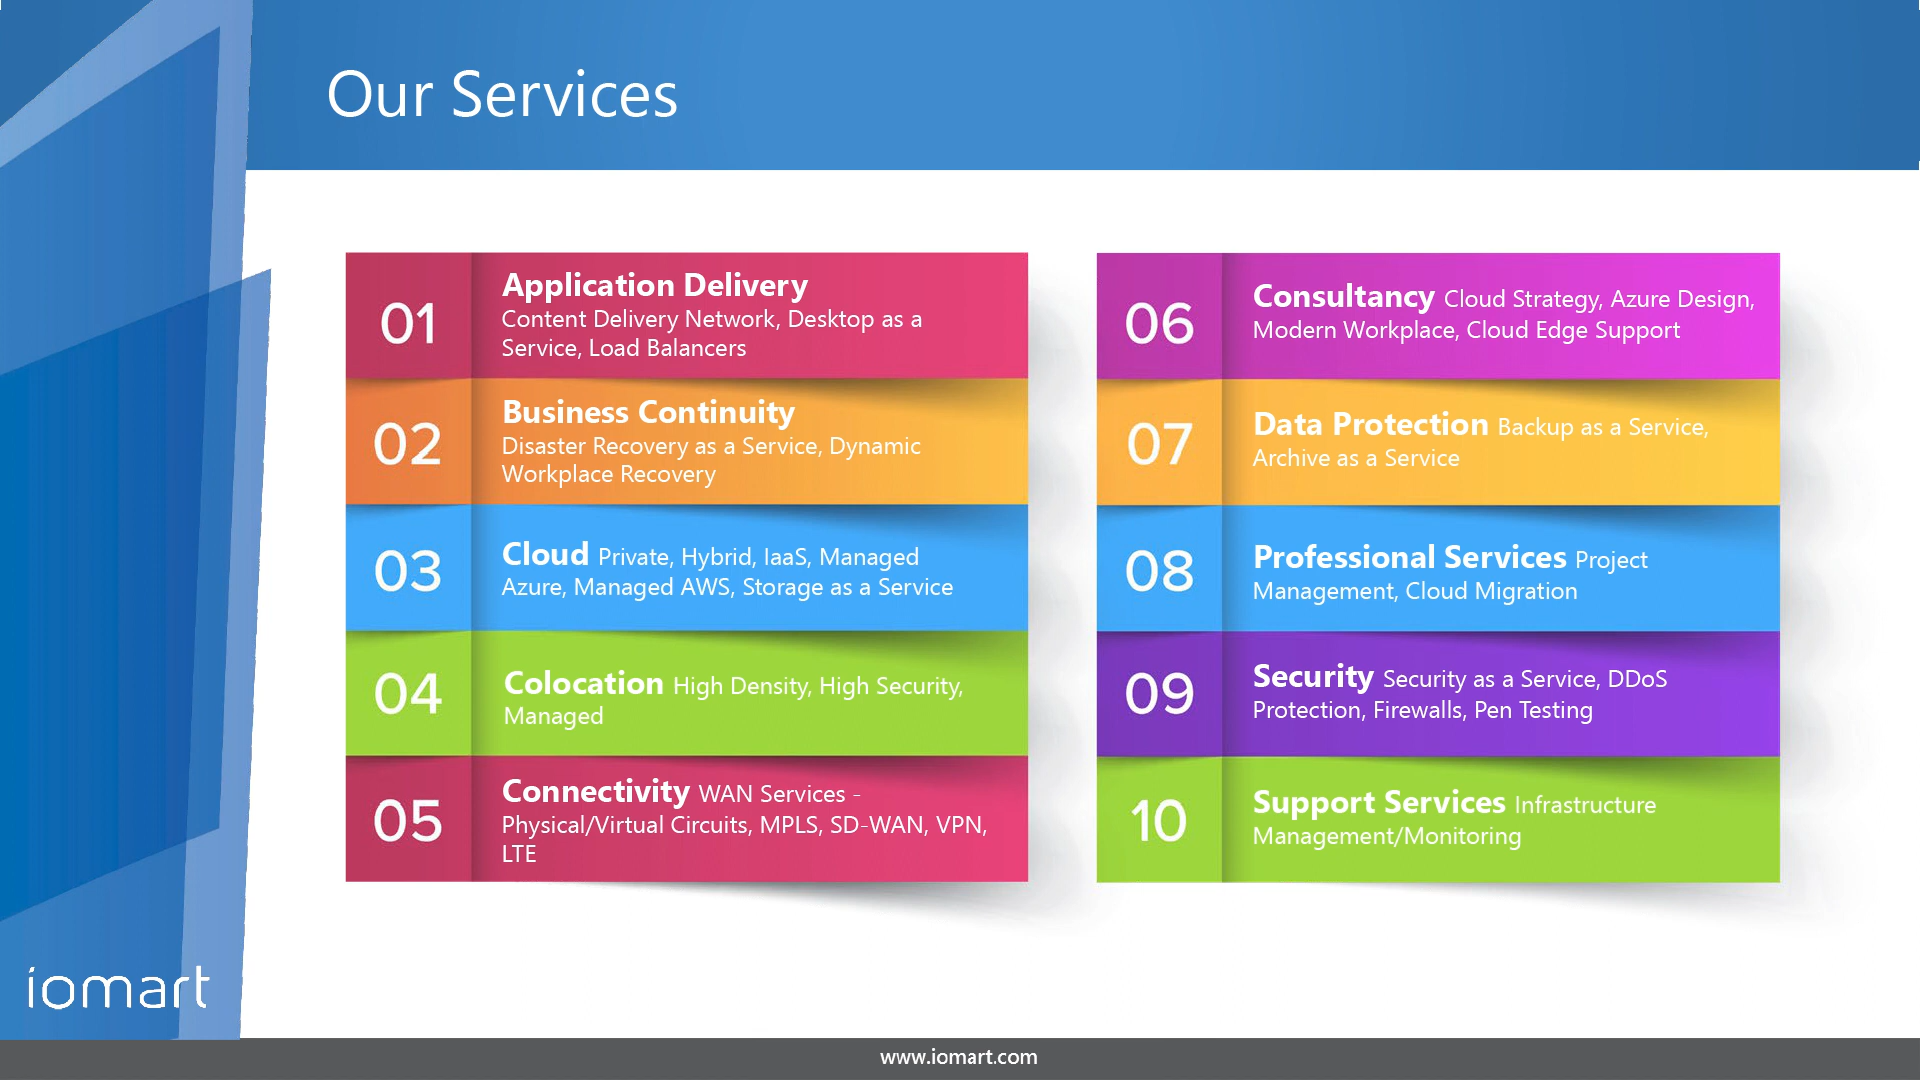 Our Services
01
Application Delivery
Content Delivery Network, Desktop as a
Service, Load Balancers
02
Business Continuity
Disaster Recovery as a Service, Dynamic
Workplace Recovery
03
Cloud Private, Hybrid, IaaS, Managed
Azure, Managed AWS, Storage as a Service
04
Colocation High Density, High Security,
Managed
05
Connectivity WAN Services -
Physical/Virtual Circuits, MPLS, SD-WAN, VPN,
LTE
06
Consultancy Cloud Strategy, Azure Design,
Modern Workplace, Cloud Edge Support
07
Data Protection Backup as a Service,
Archive as a Service
08
Professional Services Project
Management, Cloud Migration
09
Security Security as a Service, DDoS
Protection, Firewalls, Pen Testing
10
Support Services Infrastructure
Management/Monitoring
iomart
www.iomart.com